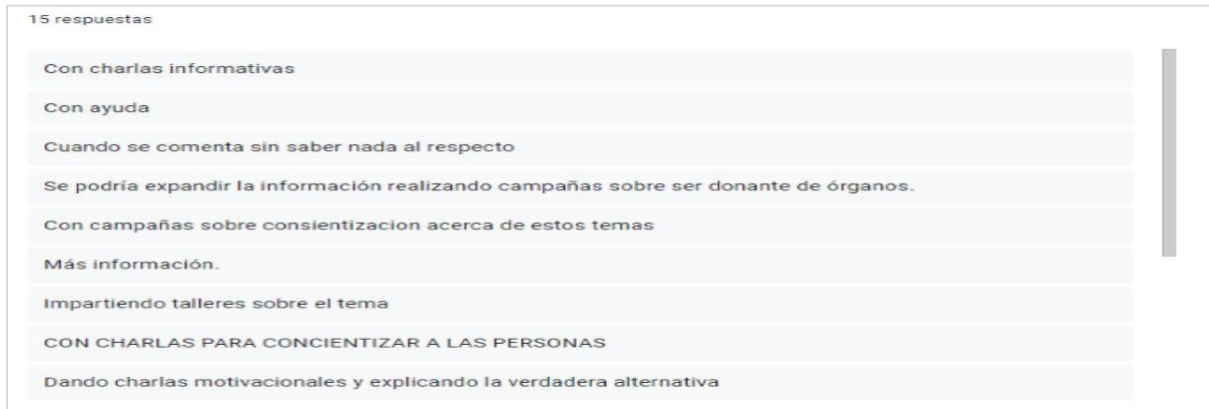 15 respuestas
Con charlas informativas
Con ayuda
Cuando se comenta sin saber nada al respecto
Se podría expandir la información realizando campañas sobre ser donante de órganos.
Con campañas sobre consientizacion acerca de estos temas
Más información.
Impartiendo talleres sobre el tema
CON CHARLAS PARA CONCIENTIZAR A LAS PERSONAS
Dando charlas motivacionales y explicando la verdadera alternativa